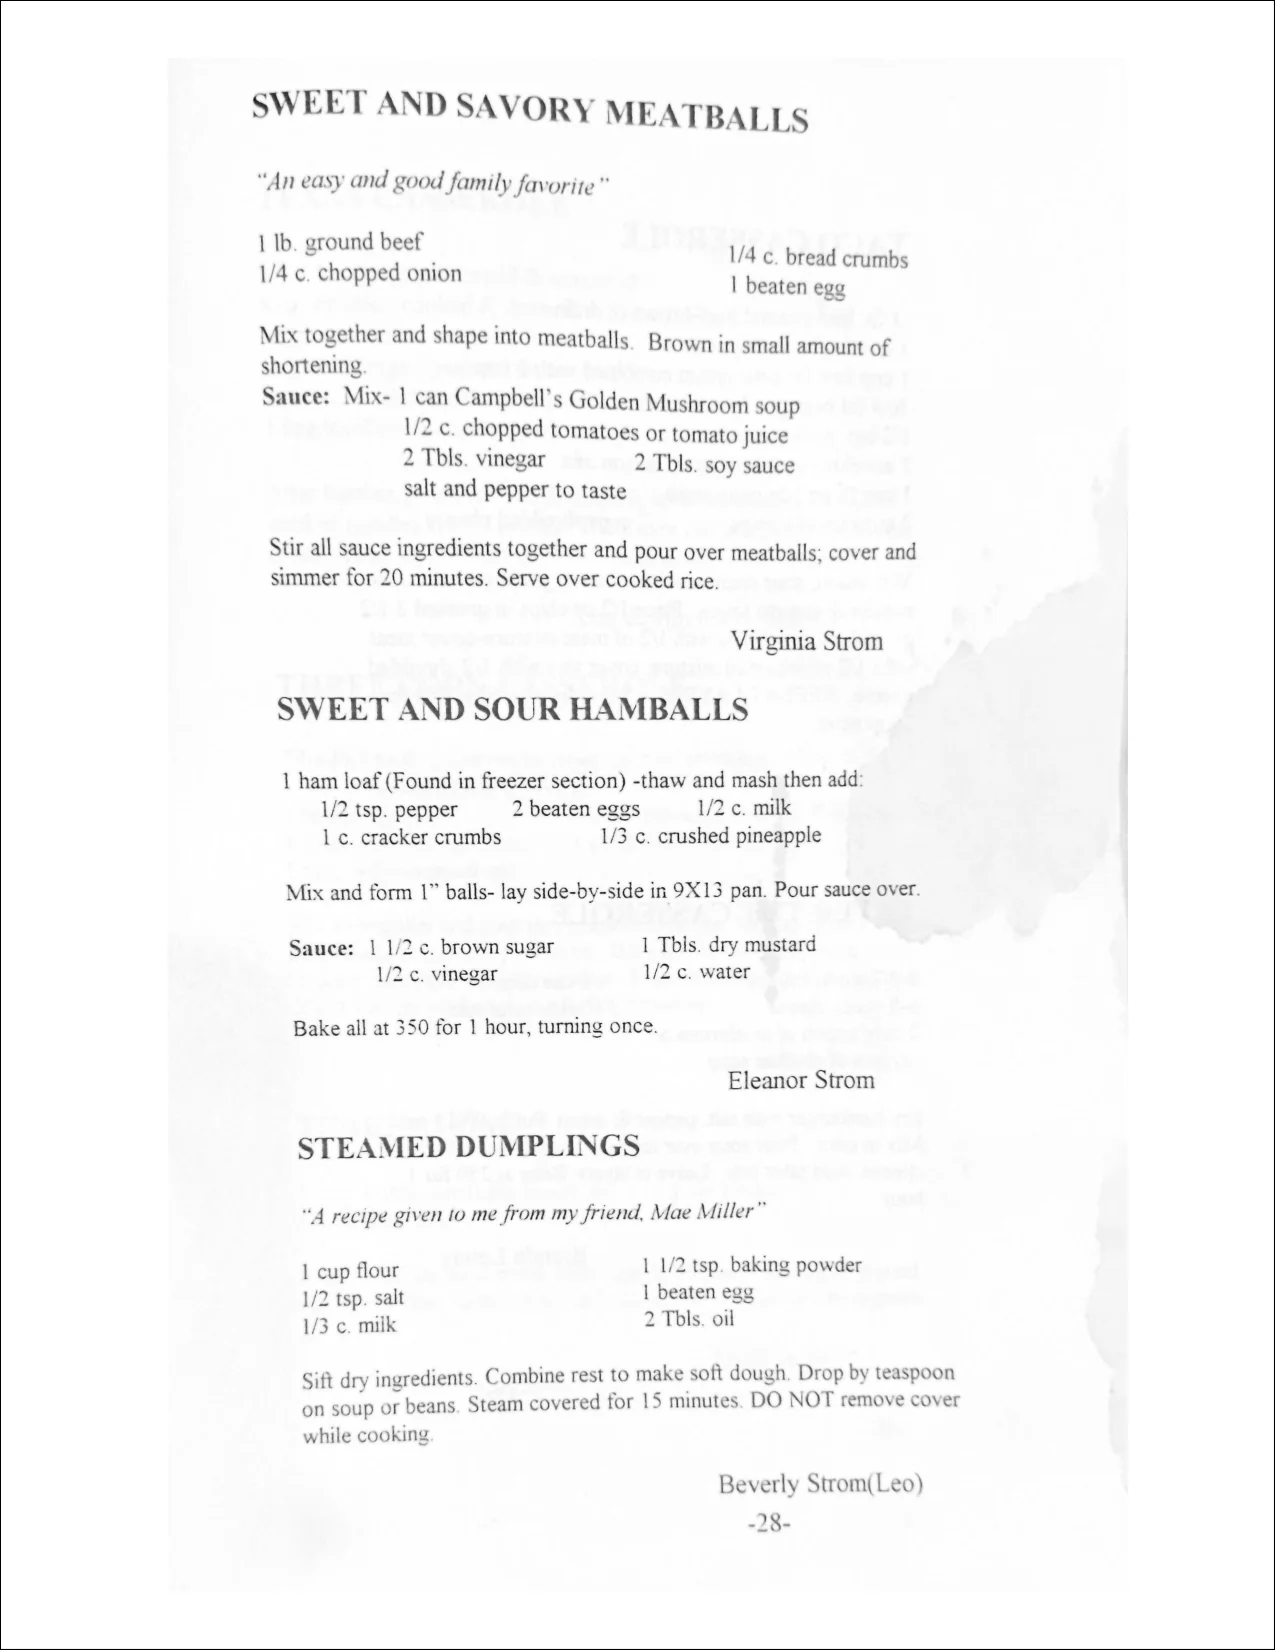 SWEET AND SAVORY MEATBALLS
"An easy and good family favorite"
1 lb. ground beef 1/4 c. bread crumbs
1/4 c. chopped onion 1 beaten egg
Mix together and shape into meatballs. Brown in small amount of
shortening.
Sauce: Mix- 1 can Campbell's Golden Mushroom soup
1/2 c. chopped tomatoes or tomato juice
2 Tbls. vinegar 2 Tbls. soy sauce
salt and pepper to taste
Stir all sauce ingredients together and pour over meatballs; cover and
simmer for 20 minutes. Serve over cooked rice.
Virginia Strom
SWEET AND SOUR HAMBALLS
1 ham loaf (Found in freezer section) -thaw and mash then add:
1/2 tsp. pepper 2 beaten eggs 1/2 c. milk
1 c. cracker crumbs 1/3 c. crushed pineapple
Mix and form 1" balls- lay side-by-side in 9X13 pan. Pour sauce over.
Sauce: 1 1/2 c. brown sugar 1 Tbls. dry mustard
1/2 c. vinegar 1/2 c. water
Bake all at 350 for 1 hour, turning once.
Eleanor Strom
STEAMED DUMPLINGS
"A recipe given to me from my friend, Mae Miller"
1 cup flour 1 1/2 tsp. baking powder
1/2 tsp. salt 1 beaten egg
1/3 c. milk 2 Tbls. oil
Sift dry ingredients. Combine rest to make soft dough. Drop by teaspoon
on soup or beans. Steam covered for 15 minutes. DO NOT remove cover
while cooking.
Beverly Strom(Leo)
-28-